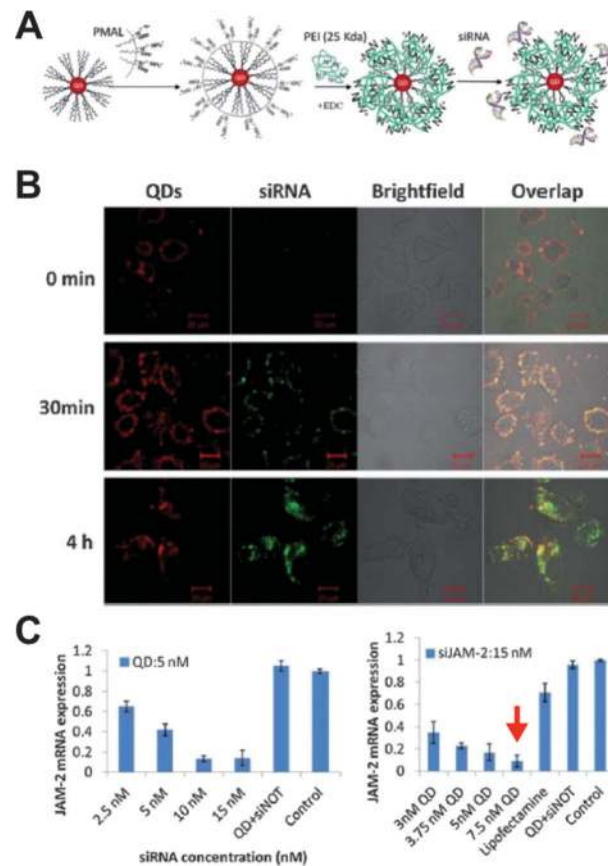 A
PMAL
PEI (25 Kda)
siRNA
+EDC
B
QDs siRNA Brightfield Overlap
0 min
30min
4 h
C
JAM-2 mRNA expression
1.2
1
0.8
0.6
0.4
0.2
0
QD:5 nM
2.5 nM
5 nM
10 nM
15 nM
QD+siNOT
Control
siRNA concentration (nM)
JAM-2 mRNA expression
1.2
1
0.8
0.6
0.4
0.2
0
siJAM-2:15 nM
3nM QD
3.75 nM QD
5nM QD
7.5 nM QD
Lipofectamine
QD+siNOT
Control